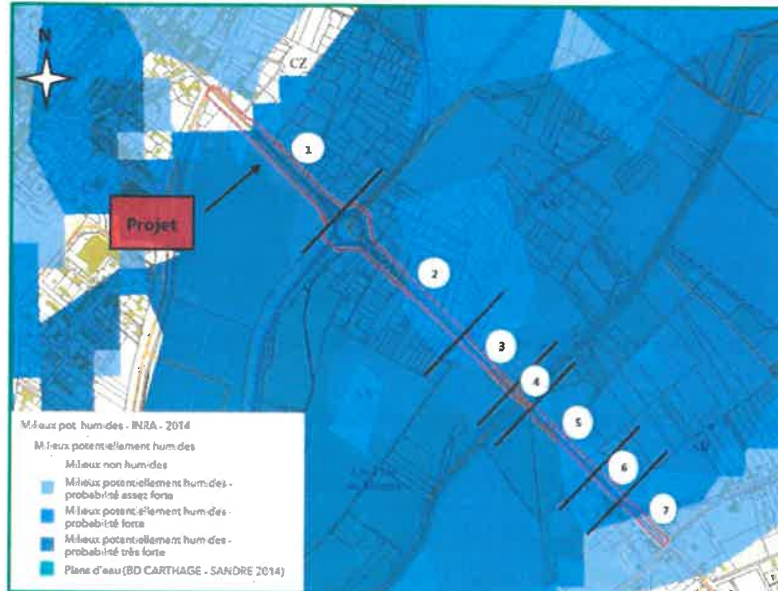 N
CZ
1
Projet
2
3
4
5
6
7
Milieux pot. humides - INRA - 2014
Milieux potentiellement humides
Milieux non humides
Milieux potentiellement humides -
probabilité assez forte
Milieux potentiellement humides -
probabilité forte
Milieux potentiellement humides -
probabilité très forte
Plans d'eau (BD CARTHAGE - SANDRE 2014)